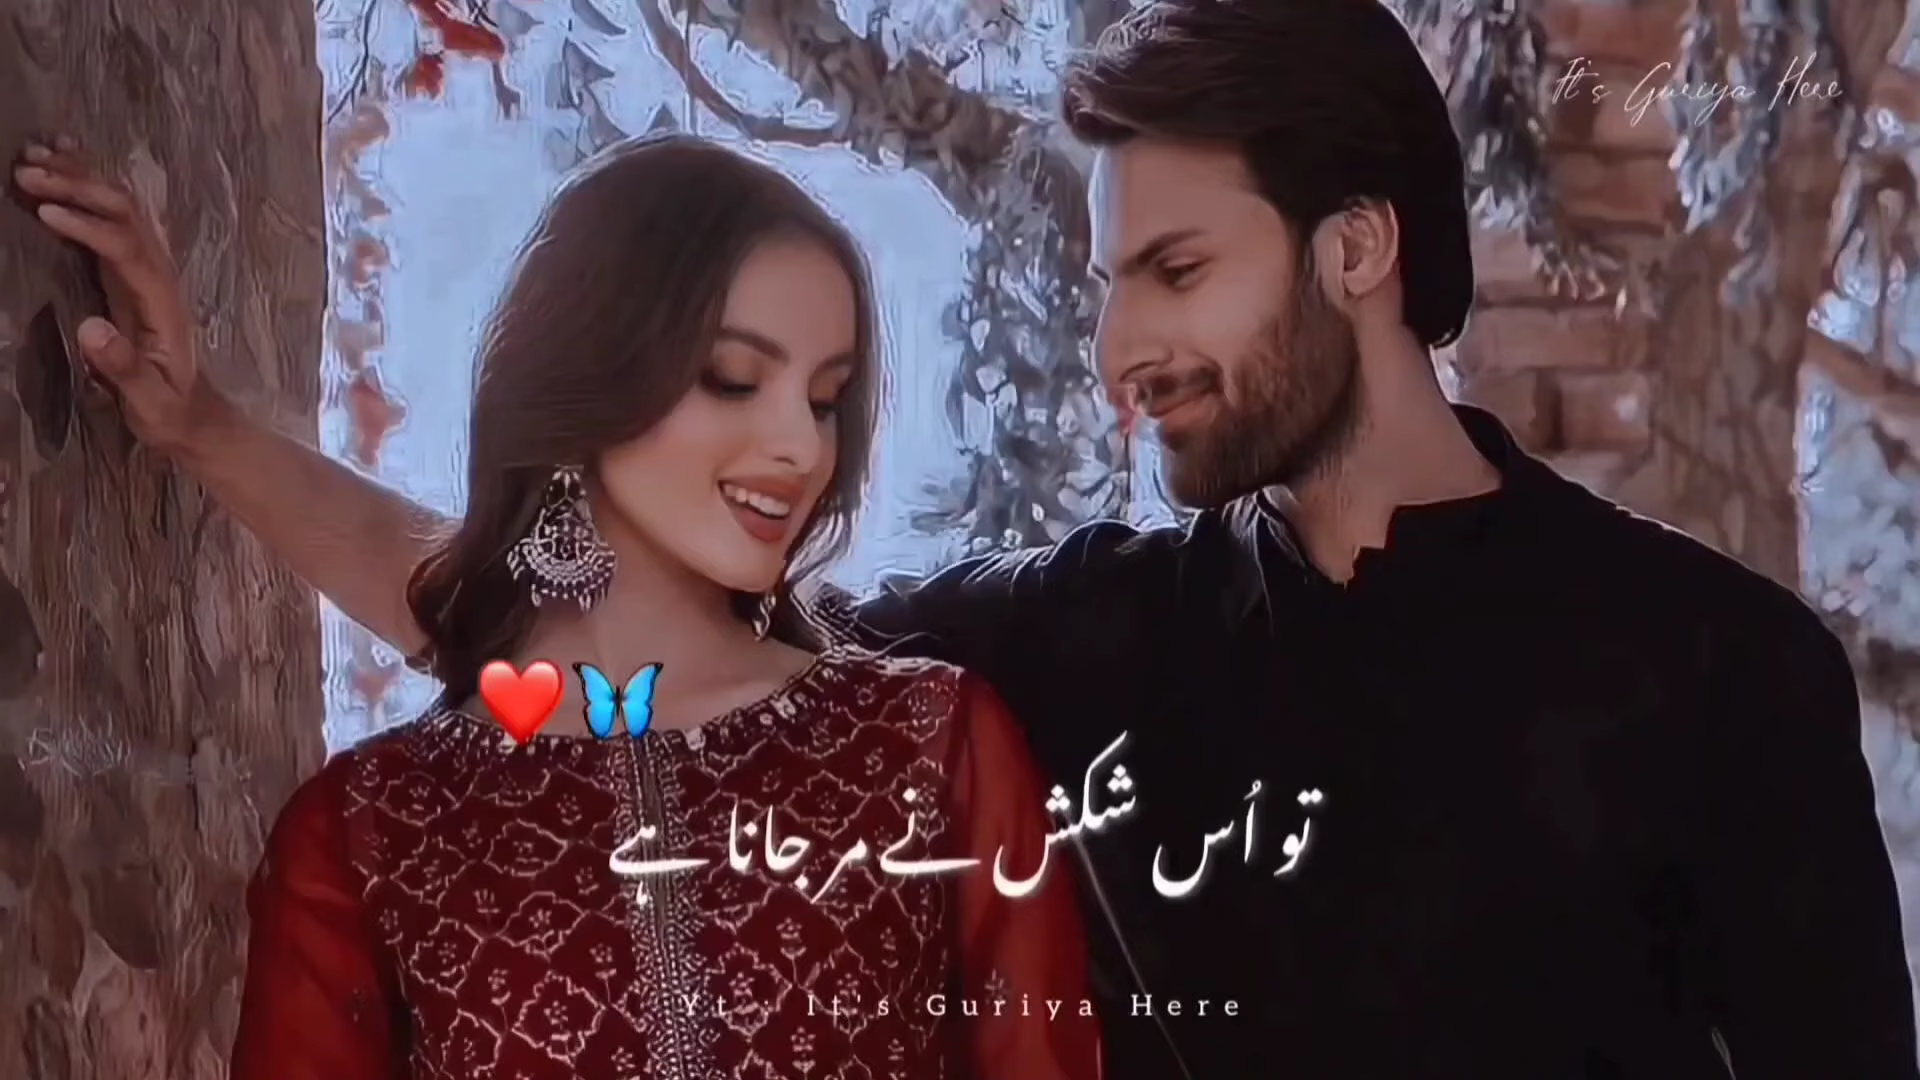 It's Guriya Here
❤️🦋
تو اُس شکش نے مر جانا ہے
Yt : It's Guriya Here